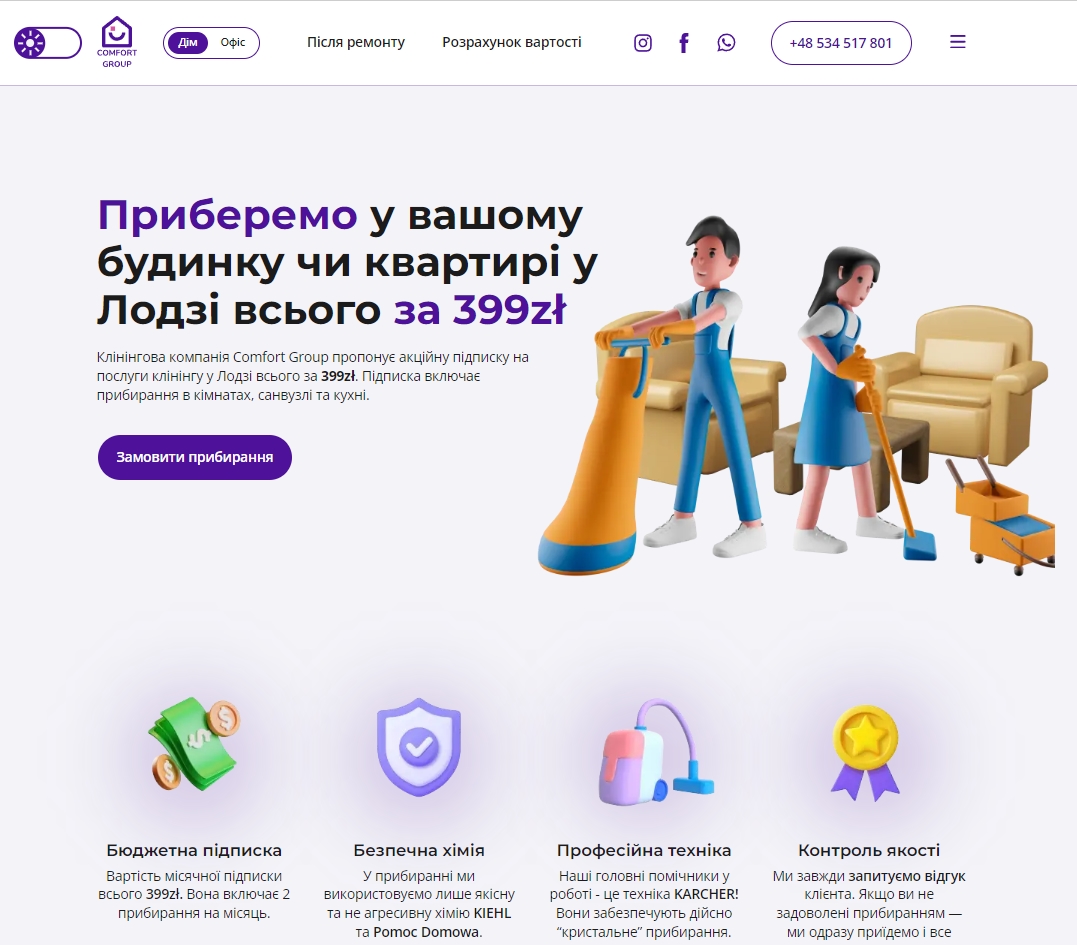 COMFORT
GROUP
Дім
Офіс
Після ремонту
Розрахунок вартості
+48 534 517 801
Приберемо у вашому
будинку чи квартирі у
Лодзі всього за 399zł
Клінінгова компанія Comfort Group пропонує акційну підписку на
послуги клінінгу у Лодзі всього за 399zł. Підписка включає
прибирання в кімнатах, санвузлі та кухні.
Замовити прибирання
Бюджетна підписка
Вартість місячної підписки
всього 399zł. Вона включає 2
прибирання на місяць.
Безпечна хімія
У прибиранні ми
використовуємо лише якісну
та не агресивну хімію KIEHL
та Pomoc Domowa.
Професійна техніка
Наші головні помічники у
роботі - це техніка KARCHER!
Вони забезпечують дійсно
“кристальне” прибирання.
Контроль якості
Ми завжди запитуємо відгук
клієнта. Якщо ви не
задоволені прибиранням —
ми одразу приїдемо і все